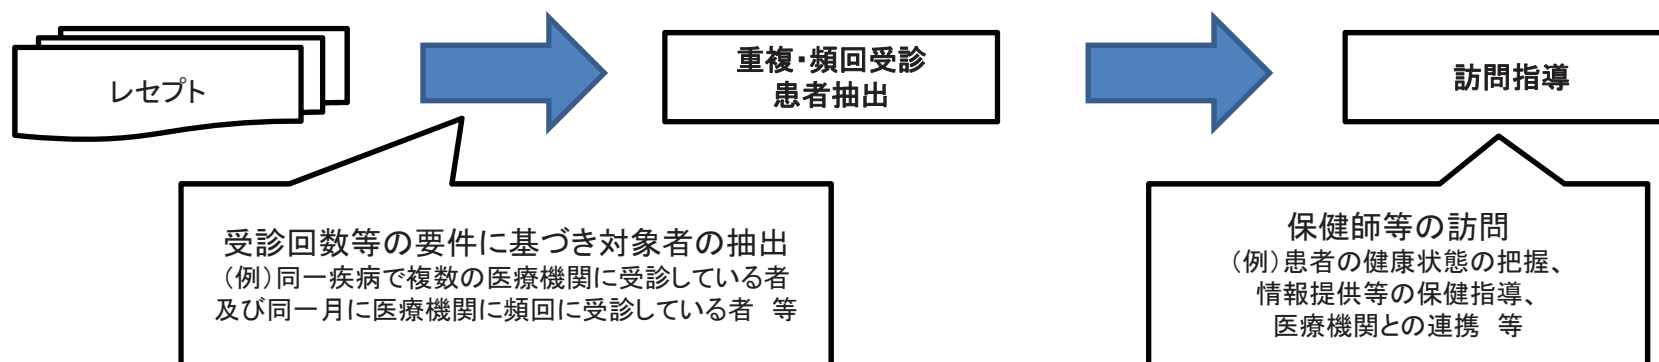 レセプト
重複・頻回受診
患者抽出
訪問指導
受診回数等の要件に基づき対象者の抽出
(例)同一疾病で複数の医療機関に受診している者
及び同一月に医療機関に頻回に受診している者　等
保健師等の訪問
(例)患者の健康状態の把握、
情報提供等の保健指導、
医療機関との連携　等